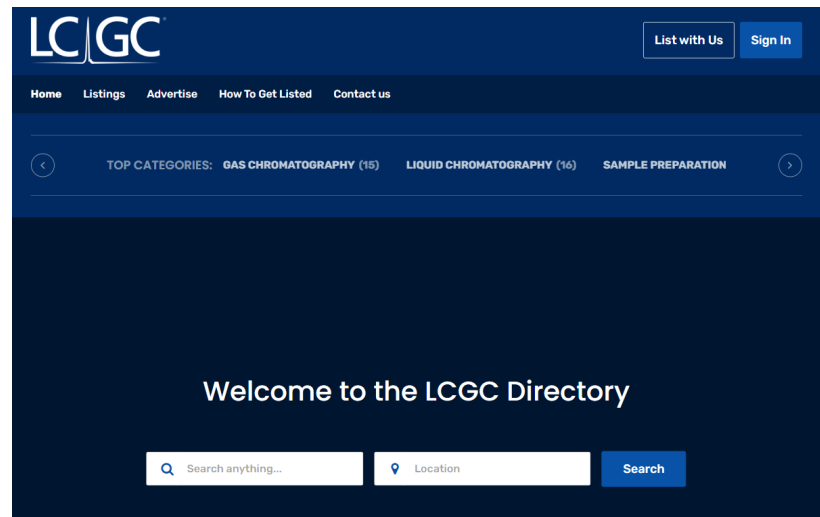 LC|GC
List with Us
Sign In
Home Listings Advertise How To Get Listed Contact us
TOP CATEGORIES: GAS CHROMATOGRAPHY (15) LIQUID CHROMATOGRAPHY (16) SAMPLE PREPARATION
Welcome to the LCGC Directory
Search anything... Location Search